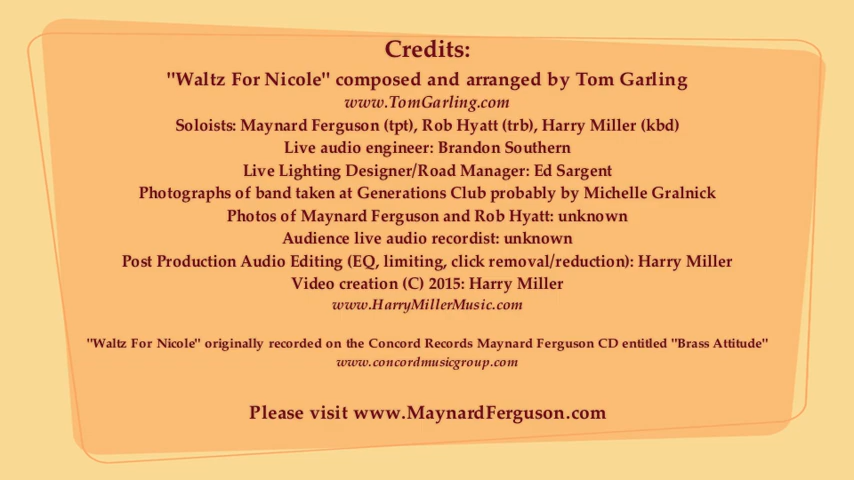 Credits:
"Waltz For Nicole" composed and arranged by Tom Garling
www.TomGarling.com
Soloists: Maynard Ferguson (tpt), Rob Hyatt (trb), Harry Miller (kbd)
Live audio engineer: Brandon Southern
Live Lighting Designer/Road Manager: Ed Sargent
Photographs of band taken at Generations Club probably by Michelle Gralnick
Photos of Maynard Ferguson and Rob Hyatt: unknown
Audience live audio recordist: unknown
Post Production Audio Editing (EQ, limiting, click removal/reduction): Harry Miller
Video creation (C) 2015: Harry Miller
www.HarryMillerMusic.com
"Waltz For Nicole" originally recorded on the Concord Records Maynard Ferguson CD entitled "Brass Attitude"
www.concordmusicgroup.com
Please visit www.MaynardFerguson.com